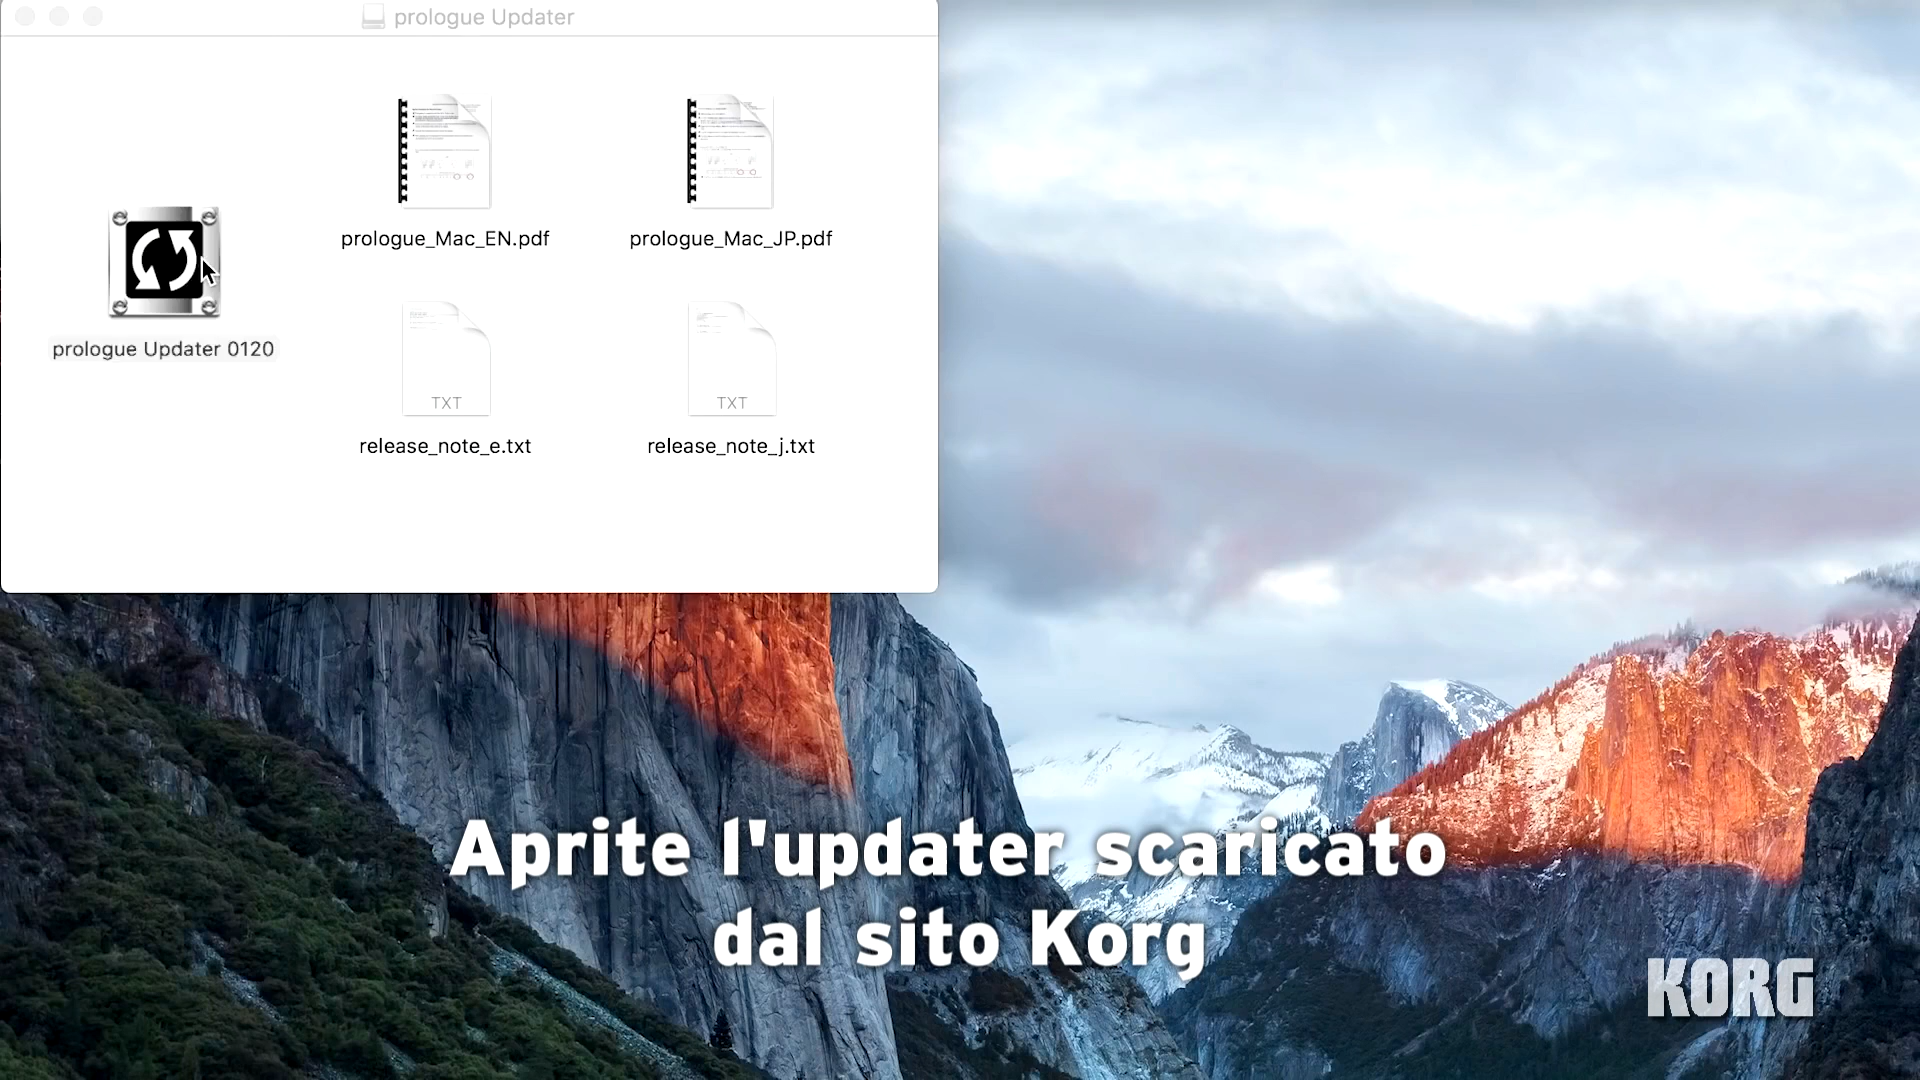 prologue Updater
prologue_Mac_EN.pdf
prologue_Mac_JP.pdf
prologue Updater 0120
TXT
TXT
release_note_e.txt
release_note_j.txt
Aprite l'updater scaricato
dal sito Korg
KORG